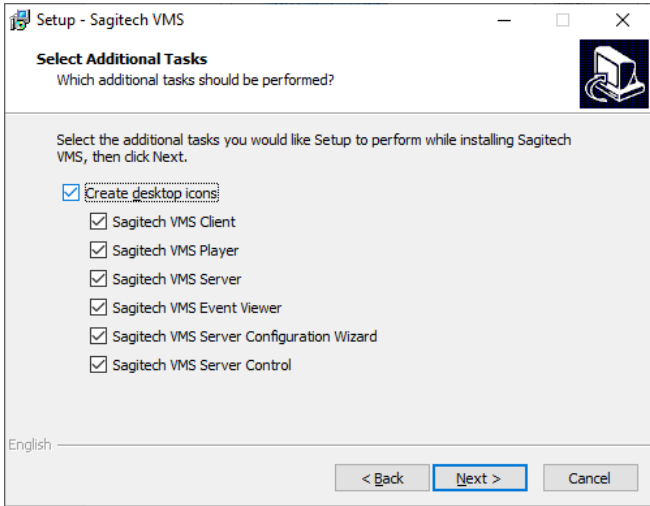 Setup - Sagitech VMS
Select Additional Tasks
Which additional tasks should be performed?
Select the additional tasks you would like Setup to perform while installing Sagitech
VMS, then click Next.
Create desktop icons
Sagitech VMS Client
Sagitech VMS Player
Sagitech VMS Server
Sagitech VMS Event Viewer
Sagitech VMS Server Configuration Wizard
Sagitech VMS Server Control
English
< Back Next > Cancel